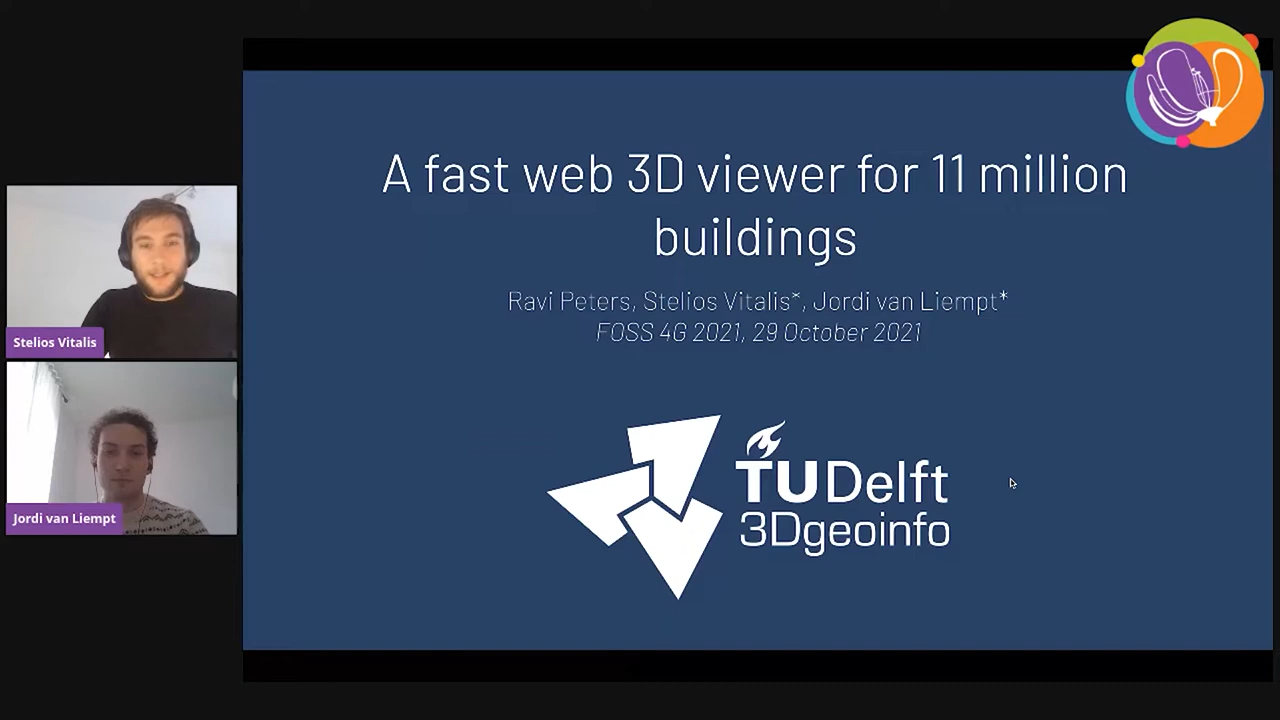 A fast web 3D viewer for 11 million
buildings
Ravi Peters, Stelios Vitalis*, Jordi van Liempt*
FOSS 4G 2021, 29 October 2021
Stelios Vitalis
Jordi van Liempt
TUDelft
3Dgeoinfo